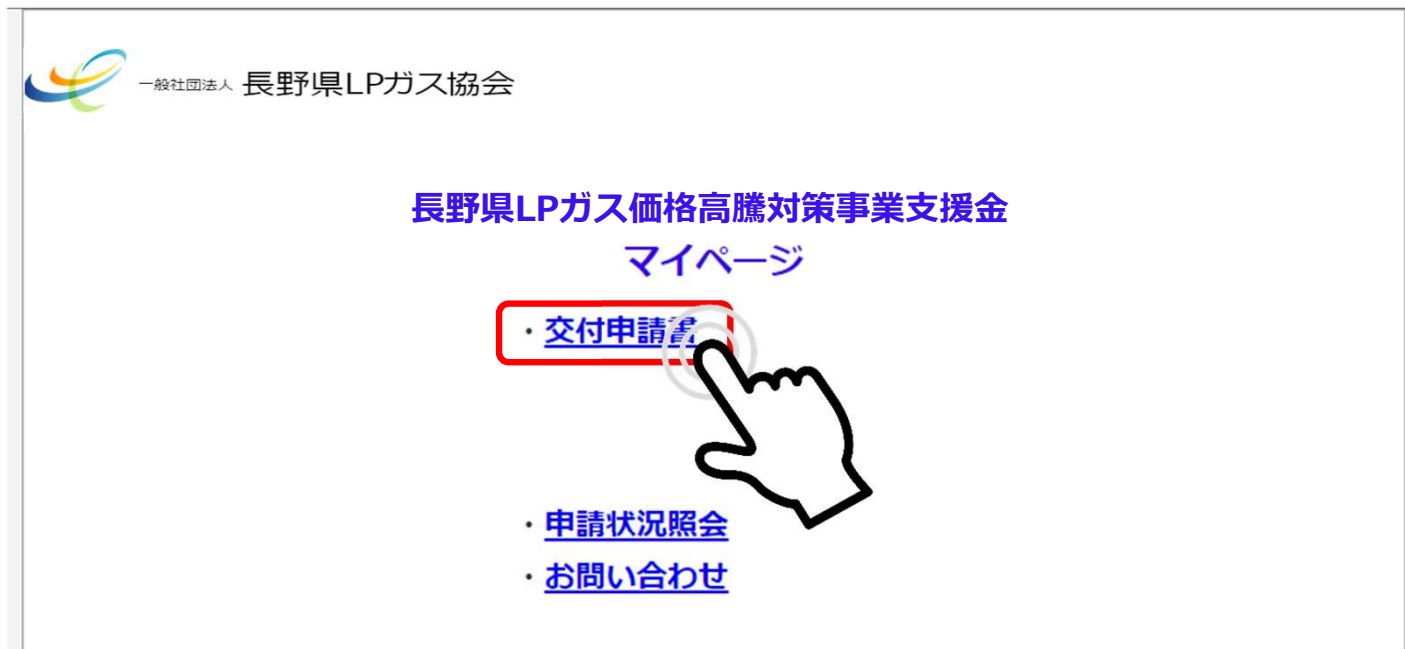 一般社団法人 長野県LPガス協会
長野県LPガス価格高騰対策事業支援金
マイページ
・交付申請書
・申請状況照会
・お問い合わせ